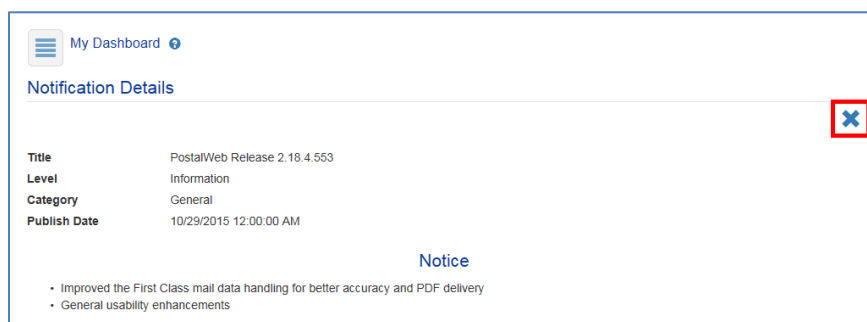 My Dashboard ?
Notification Details
Title PostalWeb Release 2.18.4.553
Level Information
Category General
Publish Date 10/29/2015 12:00:00 AM
Notice
• Improved the First Class mail data handling for better accuracy and PDF delivery
• General usability enhancements